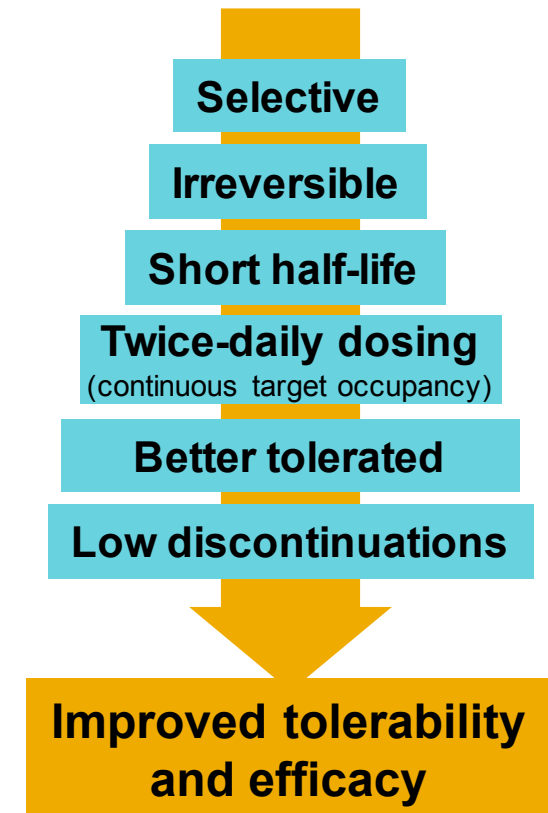 Selective
Irreversible
Short half-life
Twice-daily dosing
(continuous target occupancy)
Better tolerated
Low discontinuations
Improved tolerability
and efficacy